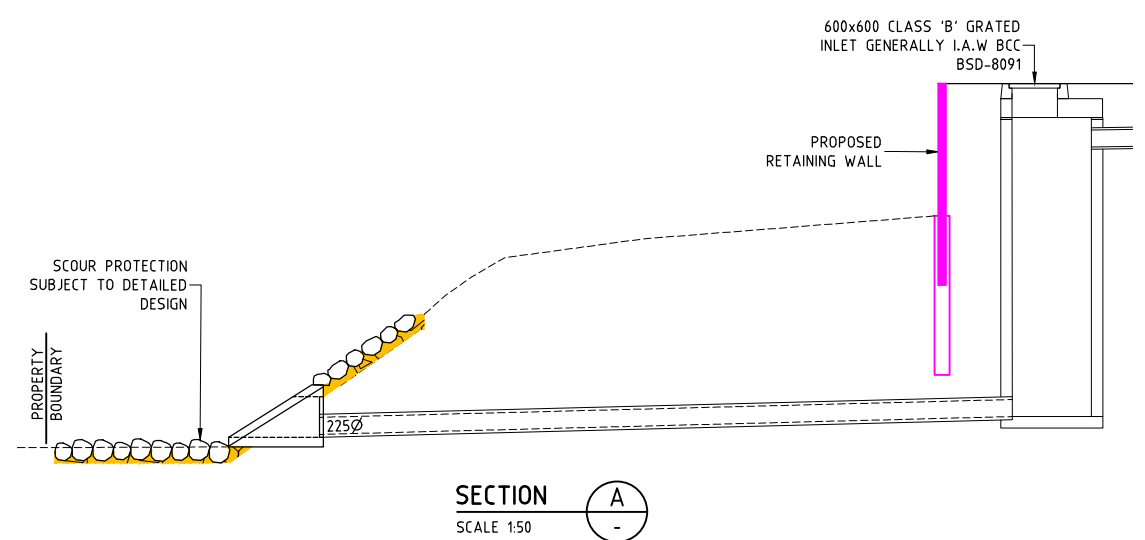 600x600 CLASS 'B' GRATED
INLET GENERALLY I.A.W BCC
BSD-8091
PROPOSED
RETAINING WALL
SCOUR PROTECTION
SUBJECT TO DETAILED
DESIGN
PROPERTY
BOUNDARY
225Ø
SECTION
A
SCALE 1:50
-